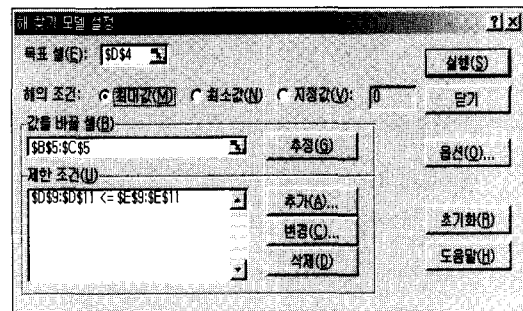 해 찾기 모델 설정
목표 셀(E): $D$4
실행(S)
해의 조건: 최대값(M) 최소값(N) 지정값(V): 0
닫기
값을 바꿀 셀(B)
$B$5:$C$5
추정(G)
옵션(O)...
제한 조건(U)
$D$9:$D$11 <= $E$9:$E$11
추가(A)...
변경(C)...
삭제(D)
초기화(R)
도움말(H)